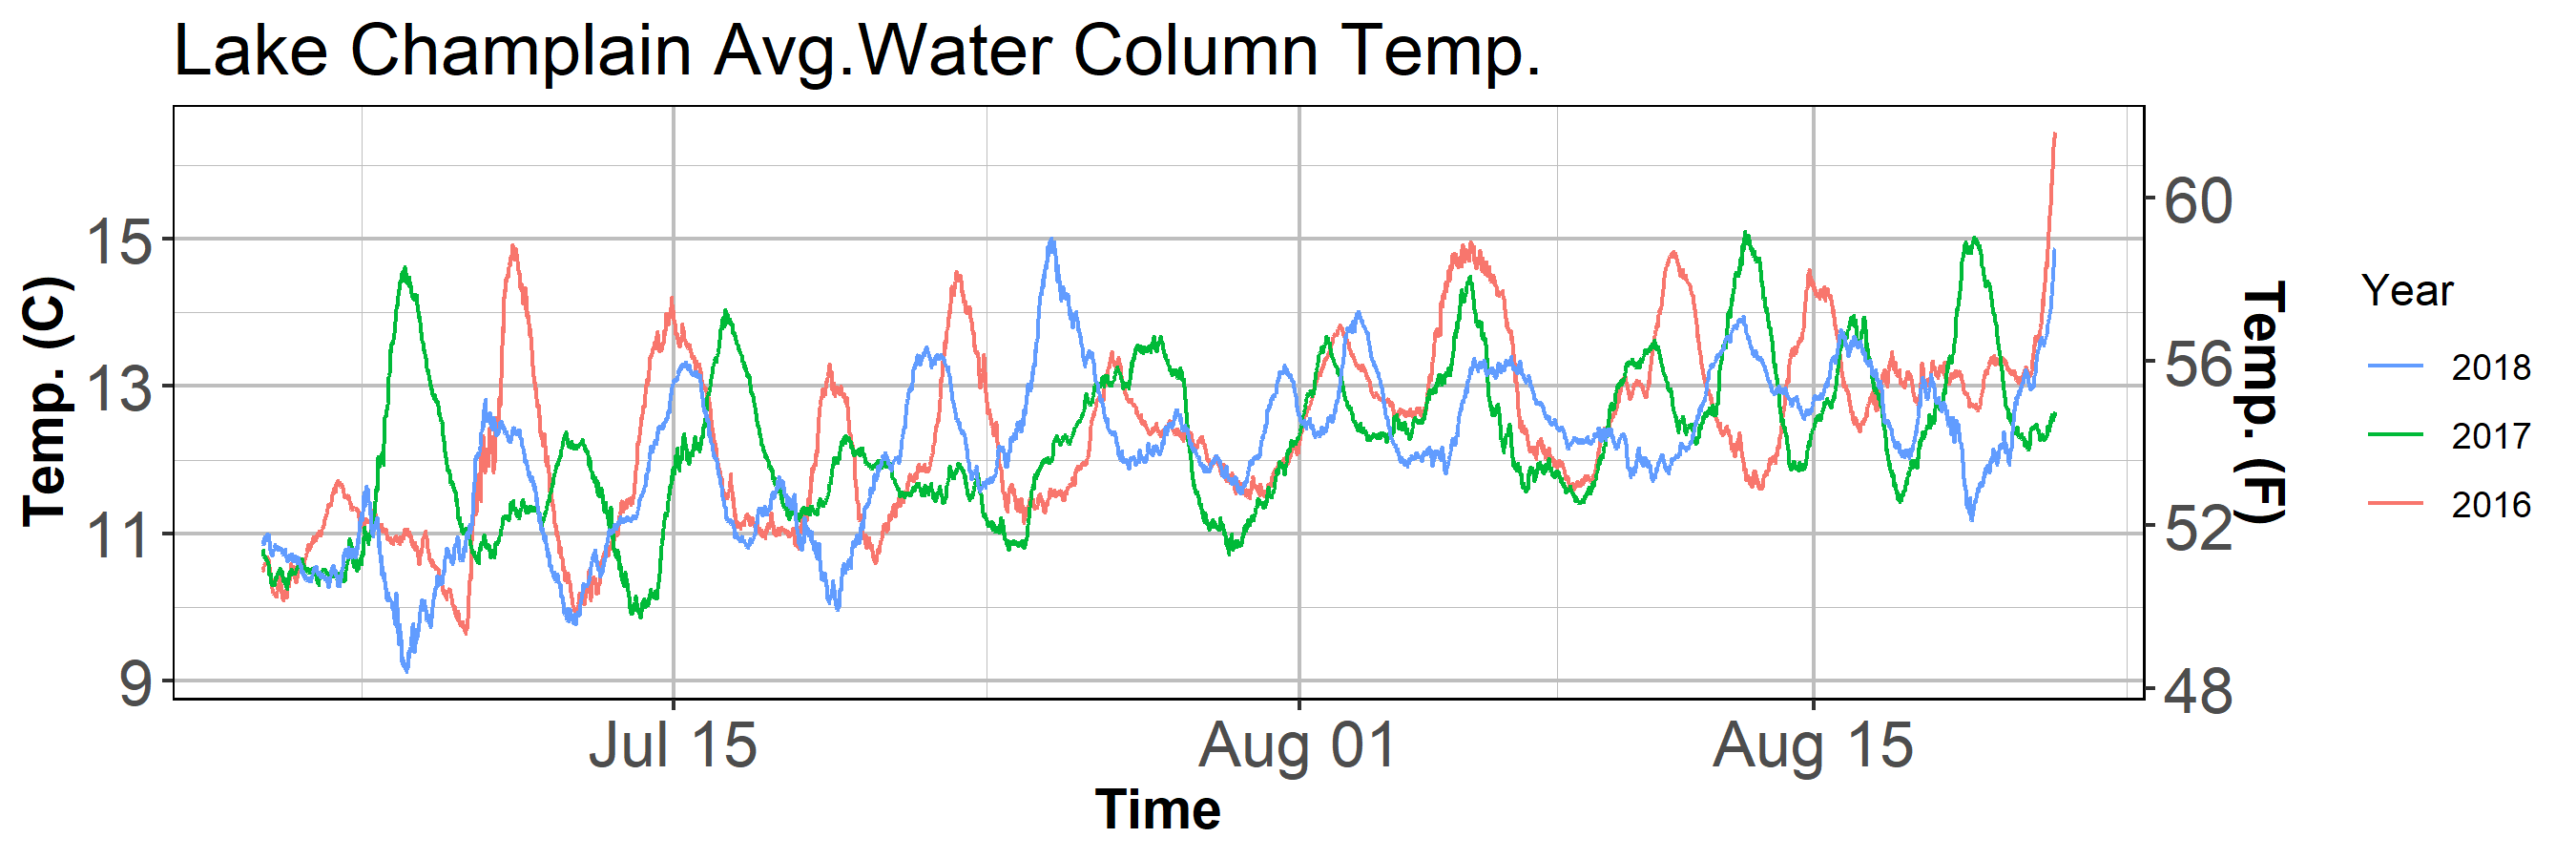 Lake Champlain Avg.Water Column Temp.
Temp. (C)
15
13
11
9
60
56
52
48
Temp. (F)
Jul 15
Aug 01
Aug 15
Time
Year
2018
2017
2016